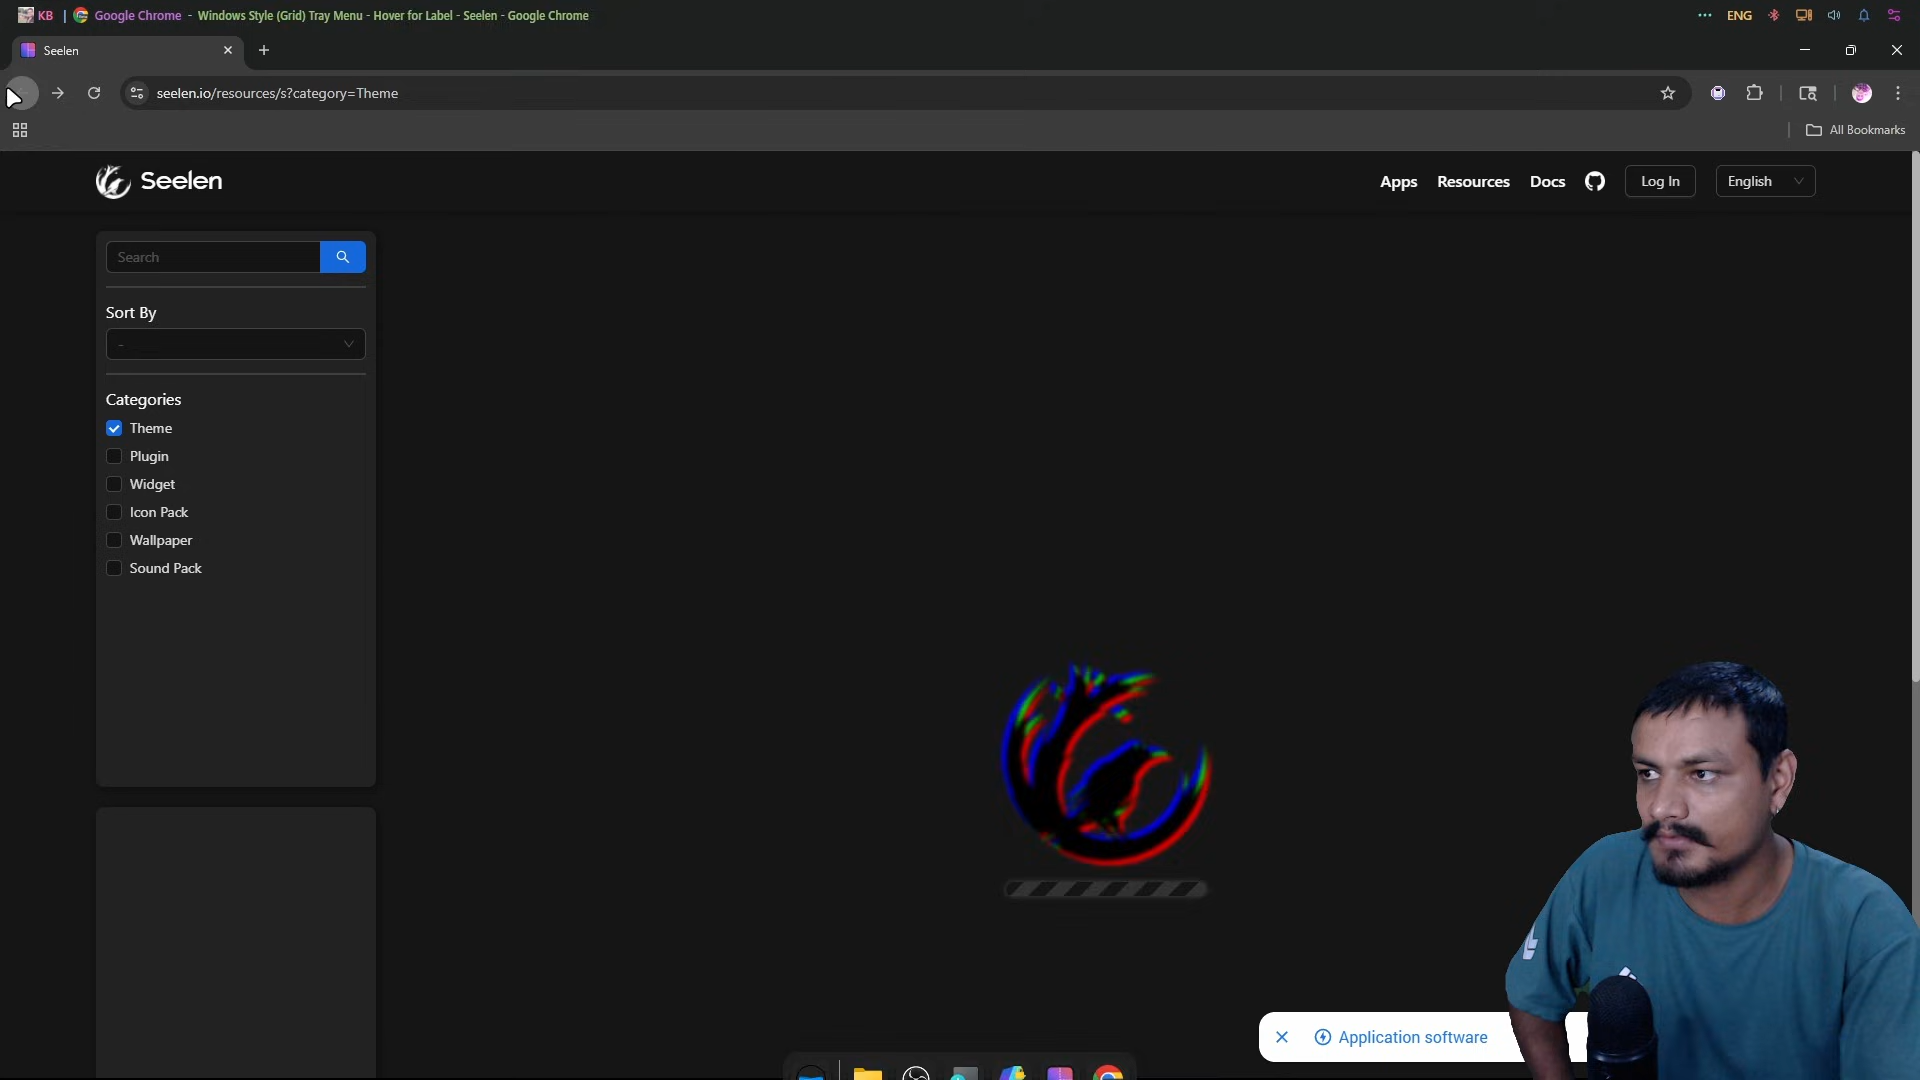 KB | Google Chrome - Windows Style (Grid) Tray Menu - Hover for Label - Seelen - Google Chrome
ENG
Seelen
seelen.io/resources/s?category=Theme
All Bookmarks
Seelen
Apps Resources Docs Log In English
Search
Sort By
-
Categories
Theme
Plugin
Widget
Icon Pack
Wallpaper
Sound Pack
Application software